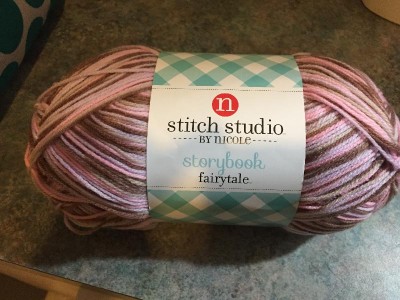 n
stitch studio
BY NICOLE
storybook
fairytale